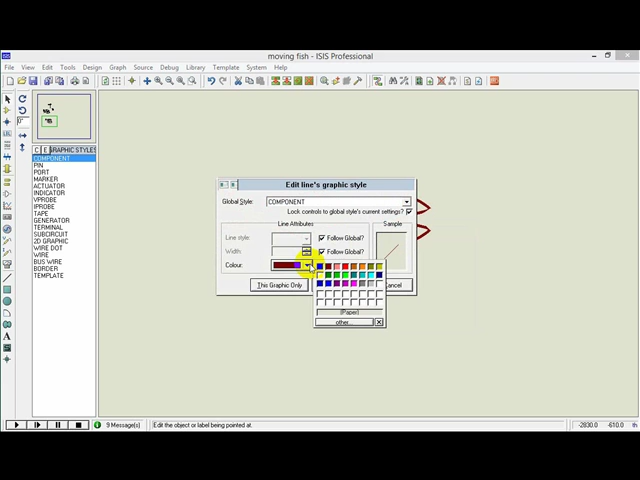 moving fish - ISIS Professional
File View Edit Tools Design Graph Source Debug Library Template System Help
C E GRAPHIC STYLES
COMPONENT
PIN
PORT
MARKER
ACTUATOR
INDICATOR
VPROBE
IPROBE
TAPE
GENERATOR
TERMINAL
SUBCIRCUIT
2D GRAPHIC
WIRE DOT
WIRE
BUS WIRE
BORDER
TEMPLATE
Edit line's graphic style
Global Style: COMPONENT
Lock controls to global style's current settings?
Line Attributes
Sample
Line style: Follow Global?
Width: Follow Global?
Colour:
This Graphic Only
Cancel
(Paper)
other...
9 Message(s) Edit the object or label being pointed at. -2830.0 -610.0 th